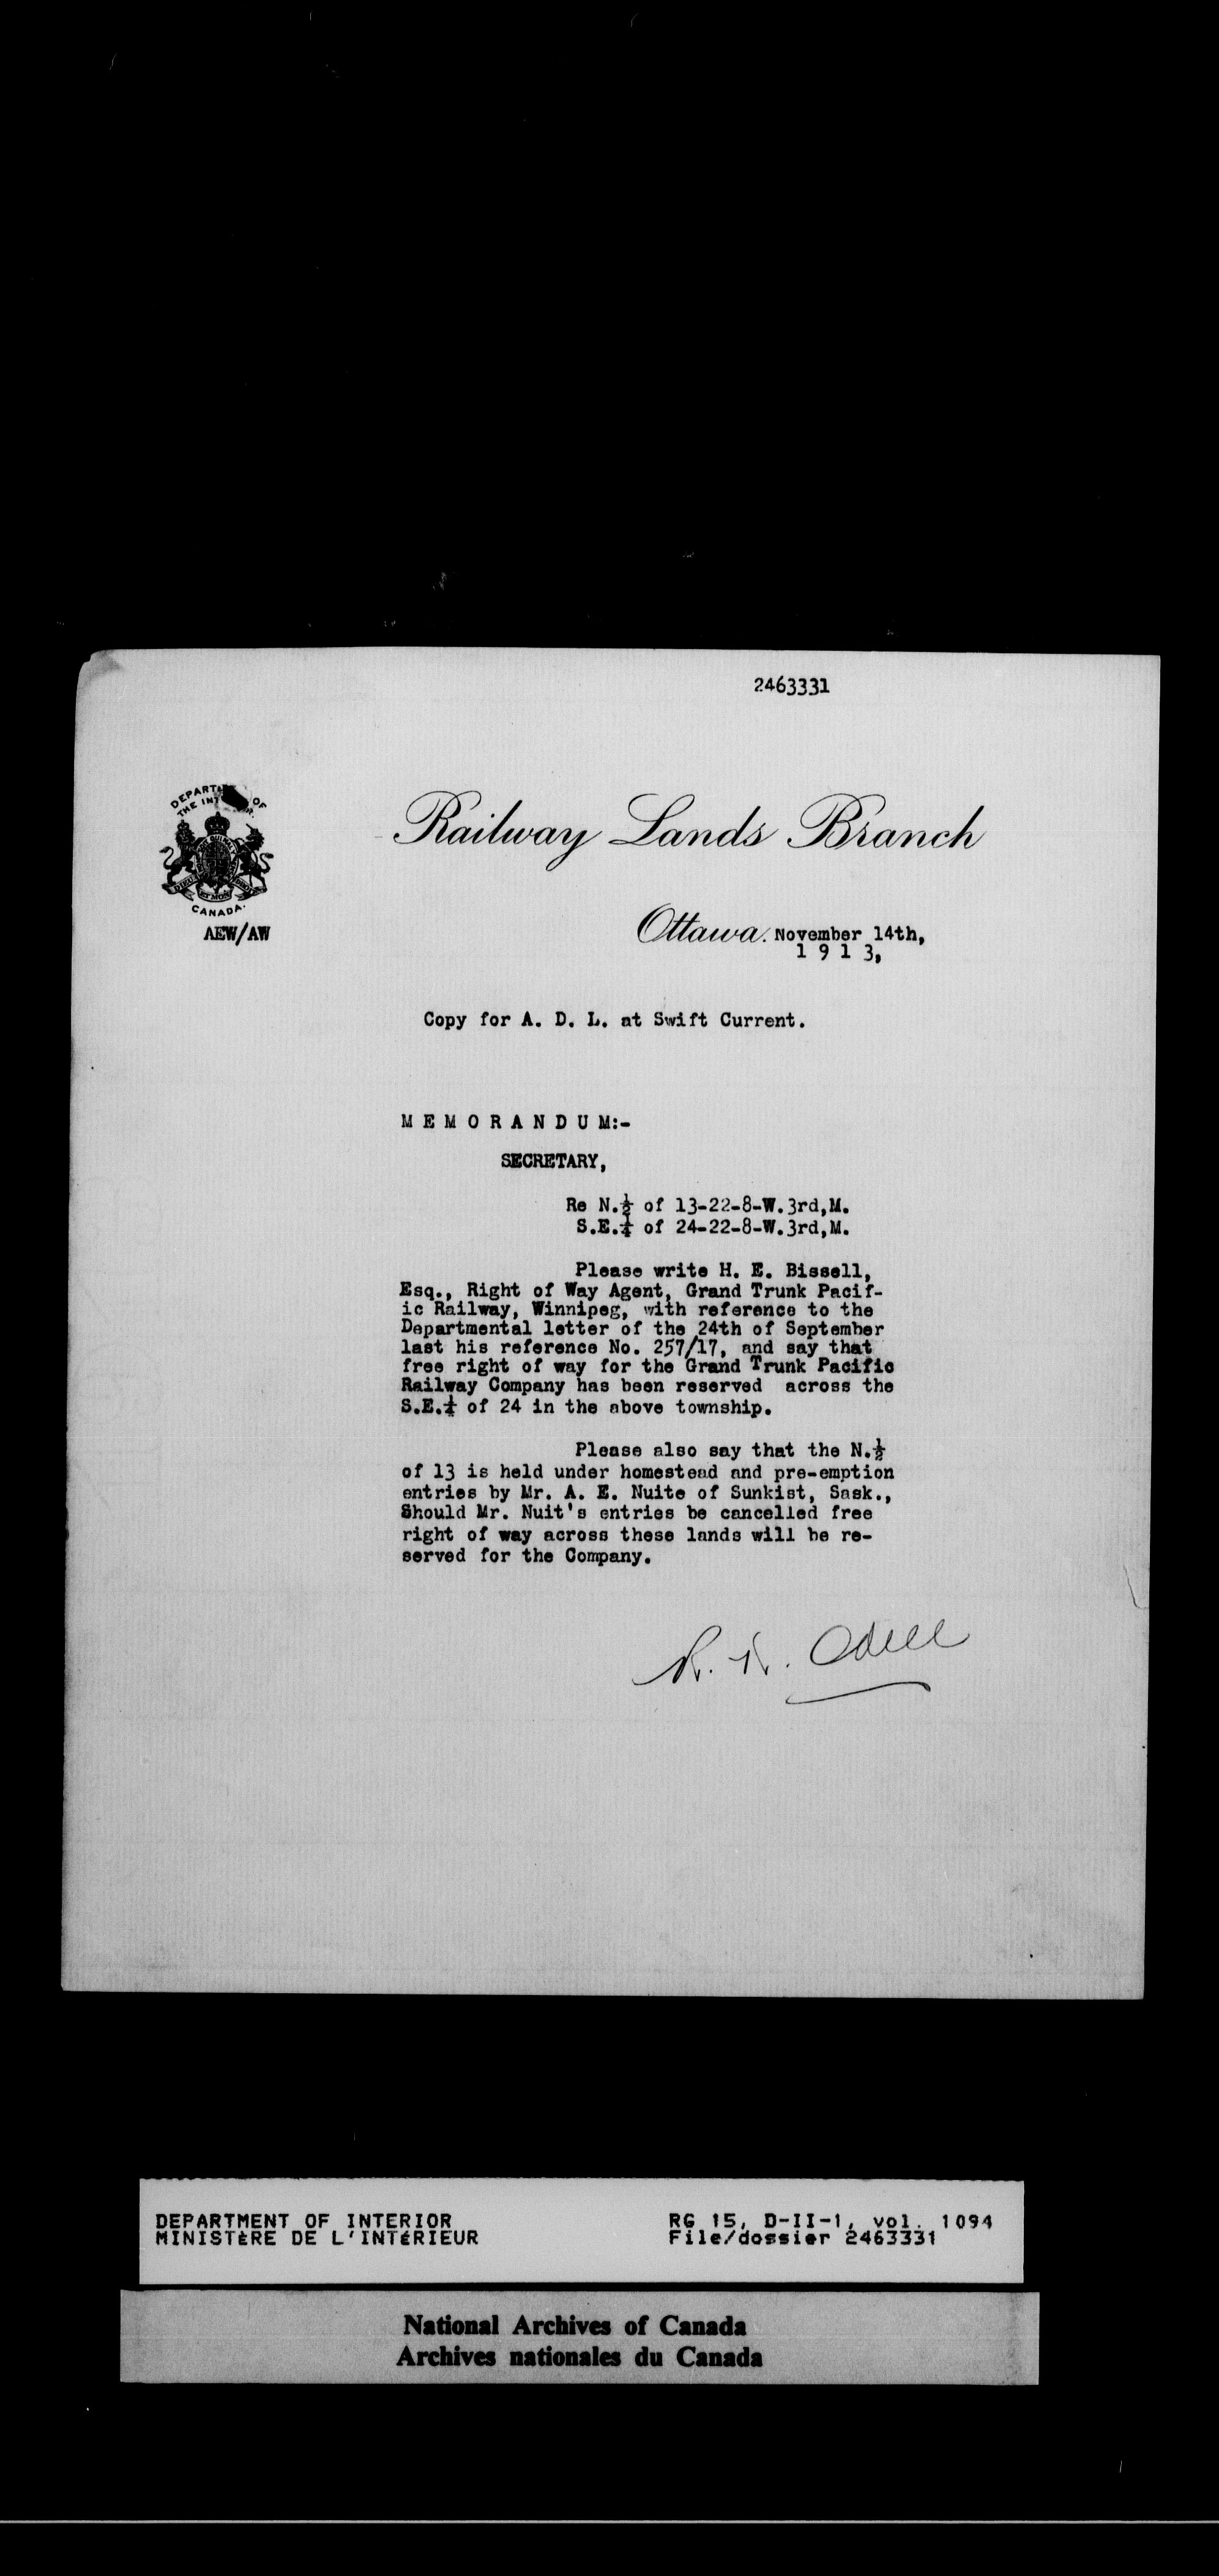 2463331
DEPARTM OF
THE INT R.
Railway Lands Branch
CANADA.
AEW/AW
Ottawa. November 14th,
1 9 1 3,
Copy for A. D. L. at Swift Current.
M E M O R A N D U M:-
SECRETARY,
Re N.½ of 13-22-8-W.3rd,M.
S.E.¼ of 24-22-8-W.3rd,M.
Please write H. E. Bissell,
Esq., Right of Way Agent, Grand Trunk Pacif-
ic Railway, Winnipeg, with reference to the
Departmental letter of the 24th of September
last his reference No. 257/17, and say that
free right of way for the Grand Trunk Pacific
Railway Company has been reserved across the
S.E.¼ of 24 in the above township.
Please also say that the N.½
of 13 is held under homestead and pre-emption
entries by Mr. A. E. Nuite of Sunkist, Sask.,
Should Mr. Nuit's entries be cancelled free
right of way across these lands will be re-
served for the Company.
Odell
DEPARTMENT OF INTERIOR
MINISTÈRE DE L'INTÉRIEUR
RG 15, D-II-1, vol. 1094
File/dossier 2463331
National Archives of Canada
Archives nationales du Canada